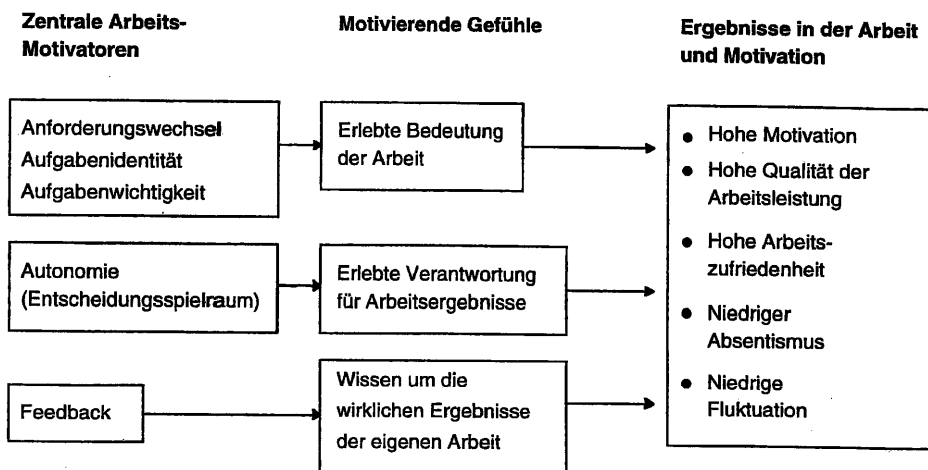 Zentrale Arbeits-
Motivatoren
Motivierende Gefühle
Ergebnisse in der Arbeit
und Motivation
Anforderungswechsel
Aufgabenidentität
Aufgabenwichtigkeit
Erlebte Bedeutung
der Arbeit
Autonomie
(Entscheidungsspielraum)
Erlebte Verantwortung
für Arbeitsergebnisse
Feedback
Wissen um die
wirklichen Ergebnisse
der eigenen Arbeit
● Hohe Motivation
● Hohe Qualität der
Arbeitsleistung
● Hohe Arbeits-
zufriedenheit
● Niedriger
Absentismus
● Niedrige
Fluktuation